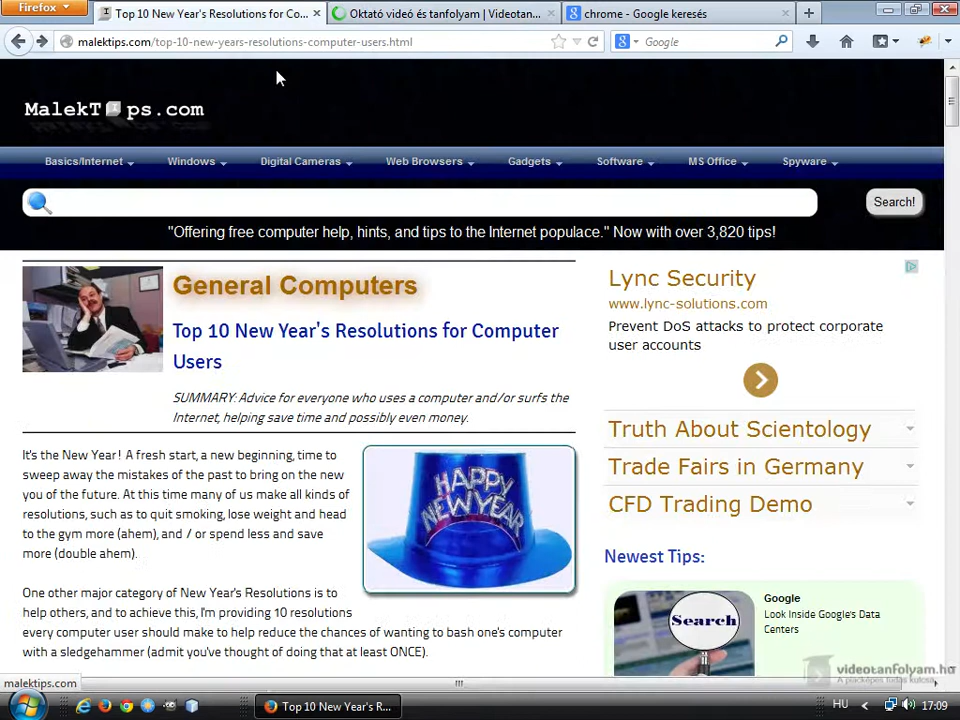 Firefox
Top 10 New Year's Resolutions for Co...
Oktató videó és tanfolyam | Videotan...
chrome - Google keresés
malektips.com/top-10-new-years-resolutions-computer-users.html
Google
MalekT ps.com
Basics/Internet
Windows
Digital Cameras
Web Browsers
Gadgets
Software
MS Office
Spyware
Search!
"Offering free computer help, hints, and tips to the Internet populace." Now with over 3,820 tips!
General Computers
Top 10 New Year's Resolutions for Computer
Users
SUMMARY: Advice for everyone who uses a computer and/or surfs the
Internet, helping save time and possibly even money.
It's the New Year! A fresh start, a new beginning, time to
sweep away the mistakes of the past to bring on the new
you of the future. At this time many of us make all kinds of
resolutions, such as to quit smoking, lose weight and head
to the gym more (ahem), and / or spend less and save
more (double ahem).
HAPPY
NEW YEAR
One other major category of New Year's Resolutions is to
help others, and to achieve this, I'm providing 10 resolutions
every computer user should make to help reduce the chances of wanting to bash one's computer
with a sledgehammer (admit you've thought of doing that at least ONCE).
Lync Security
www.lync-solutions.com
Prevent DoS attacks to protect corporate
user accounts
Truth About Scientology
Trade Fairs in Germany
CFD Trading Demo
Newest Tips:
Search
Google
Look Inside Google's Data
Centers
videotanfolyam.hu
A piacképes tudás kulcsa
malektips.com
Top 10 New Year's R...
HU
17:09